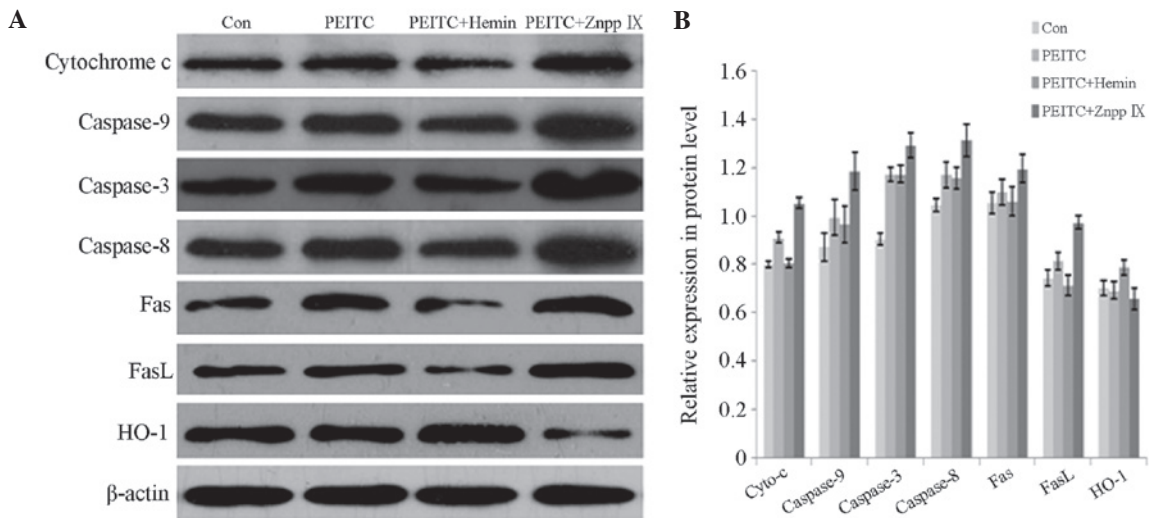 A
Con PEITC PEITC+Hemin PEITC+Znpp IX
Cytochrome c
Caspase-9
Caspase-3
Caspase-8
Fas
FasL
HO-1
β-actin
B
Con
PEITC
PEITC+Hemin
PEITC+Znpp IX
Relative expression in protein level
1.6
1.4
1.2
1.0
0.8
0.6
0.4
0.2
0
Cyto-c Caspase-9 Caspase-3 Caspase-8 Fas FasL HO-1